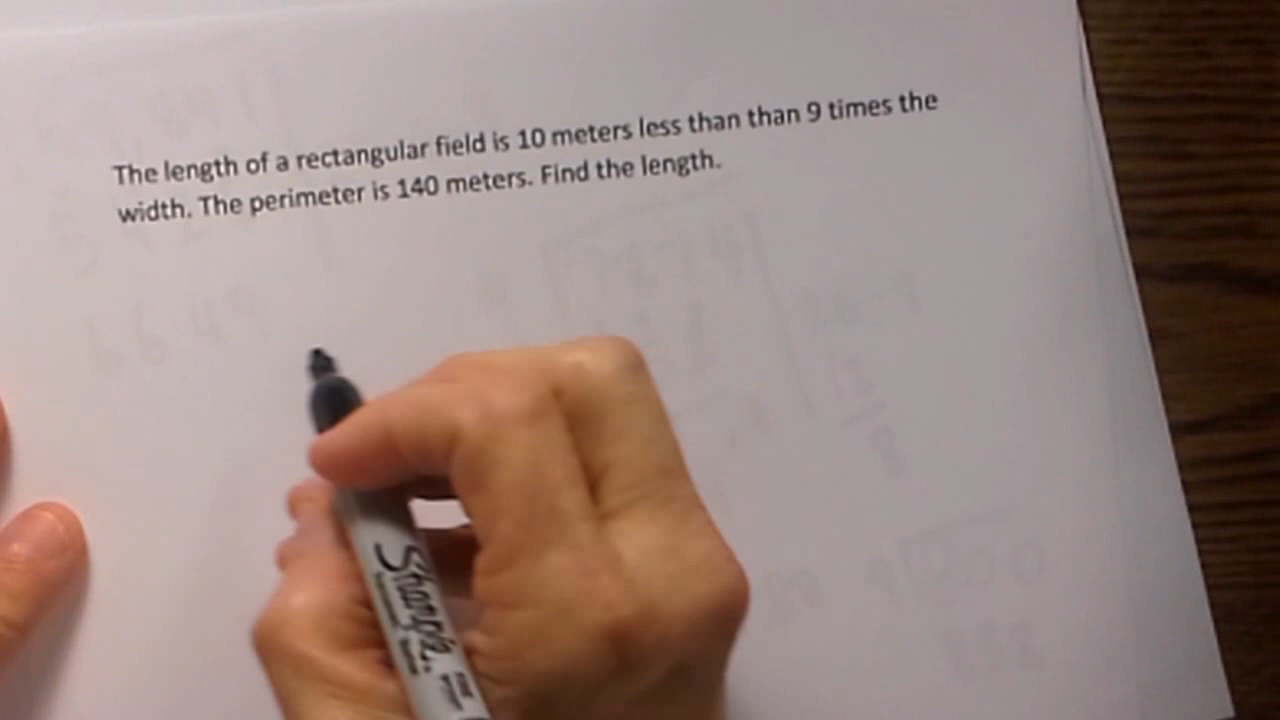 The length of a rectangular field is 10 meters less than than 9 times the
width. The perimeter is 140 meters. Find the length.
Sharpie.